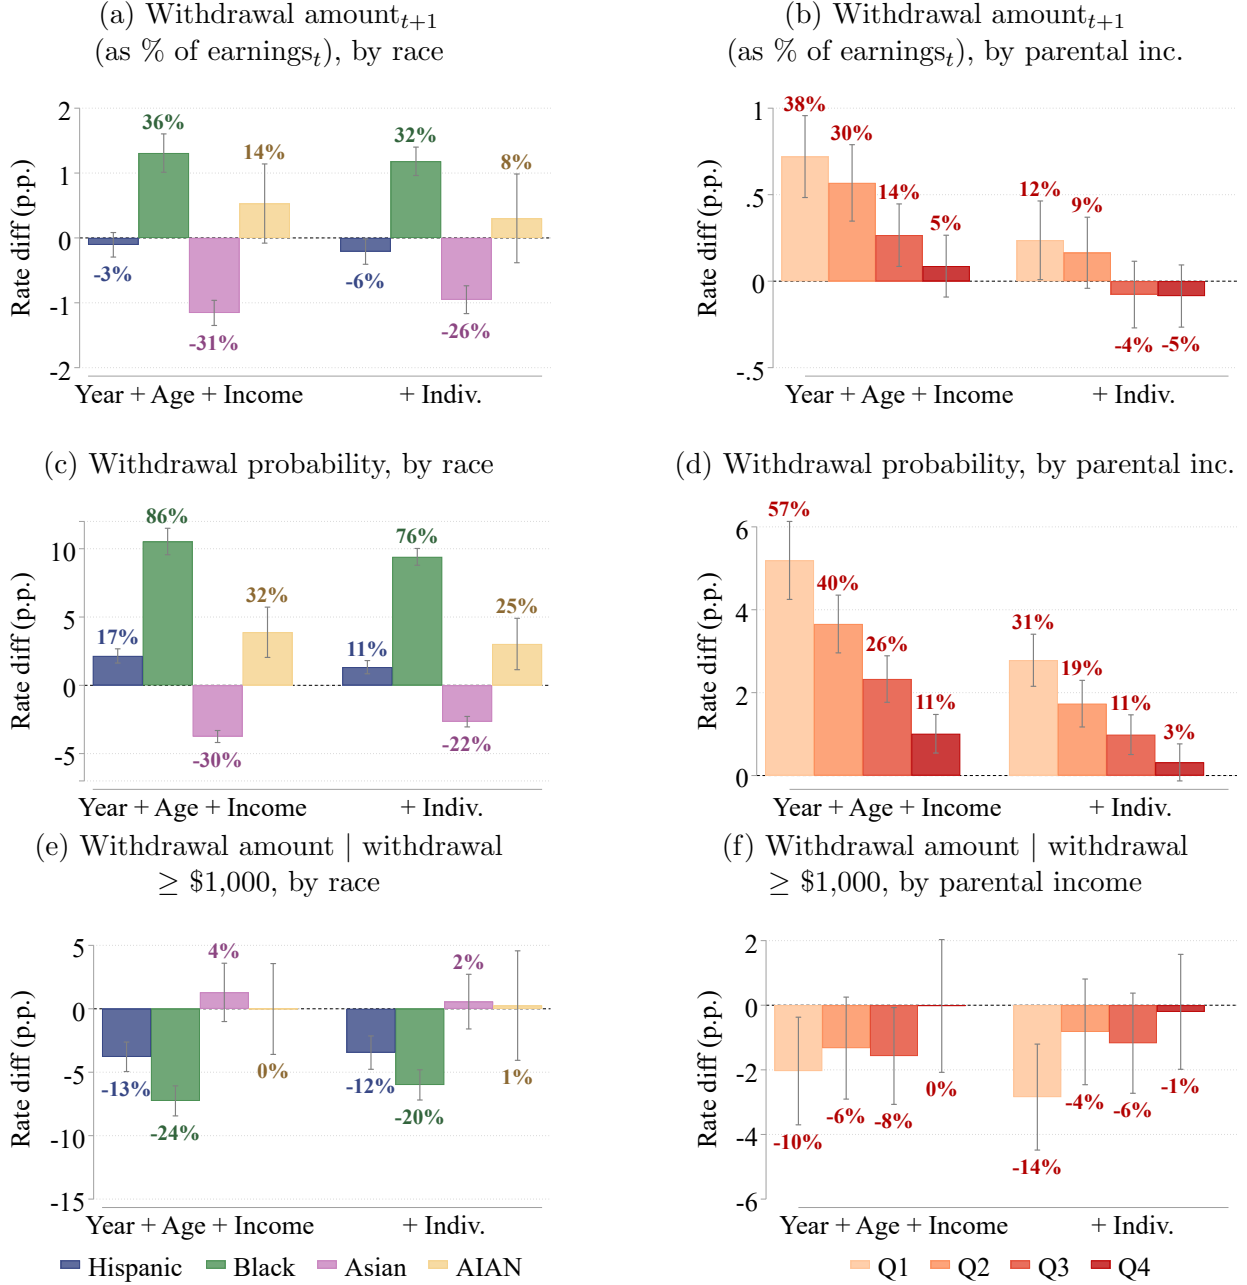 (a) Withdrawal amount_{t+1}
(as % of earnings_t), by race
Rate diff (p.p.)
2
1
0
-1
-2
-3%
36%
-31%
14%
-6%
32%
-26%
8%
Year + Age + Income
+ Indiv.
(b) Withdrawal amount_{t+1}
(as % of earnings_t), by parental inc.
Rate diff (p.p.)
1
.5
0
-.5
38%
30%
14%
5%
12%
9%
-4%
-5%
Year + Age + Income
+ Indiv.
(c) Withdrawal probability, by race
Rate diff (p.p.)
10
5
0
-5
17%
86%
-30%
32%
11%
76%
-22%
25%
Year + Age + Income
+ Indiv.
(d) Withdrawal probability, by parental inc.
Rate diff (p.p.)
6
4
2
0
57%
40%
26%
11%
31%
19%
11%
3%
Year + Age + Income
+ Indiv.
(e) Withdrawal amount | withdrawal
≥ $1,000, by race
Rate diff (p.p.)
5
0
-5
-10
-15
-13%
-24%
4%
0%
-12%
-20%
2%
1%
Year + Age + Income
+ Indiv.
Hispanic Black Asian AIAN
(f) Withdrawal amount | withdrawal
≥ $1,000, by parental income
Rate diff (p.p.)
2
0
-2
-4
-6
-10%
-6%
-8%
0%
-14%
-4%
-6%
-1%
Year + Age + Income
+ Indiv.
Q1 Q2 Q3 Q4